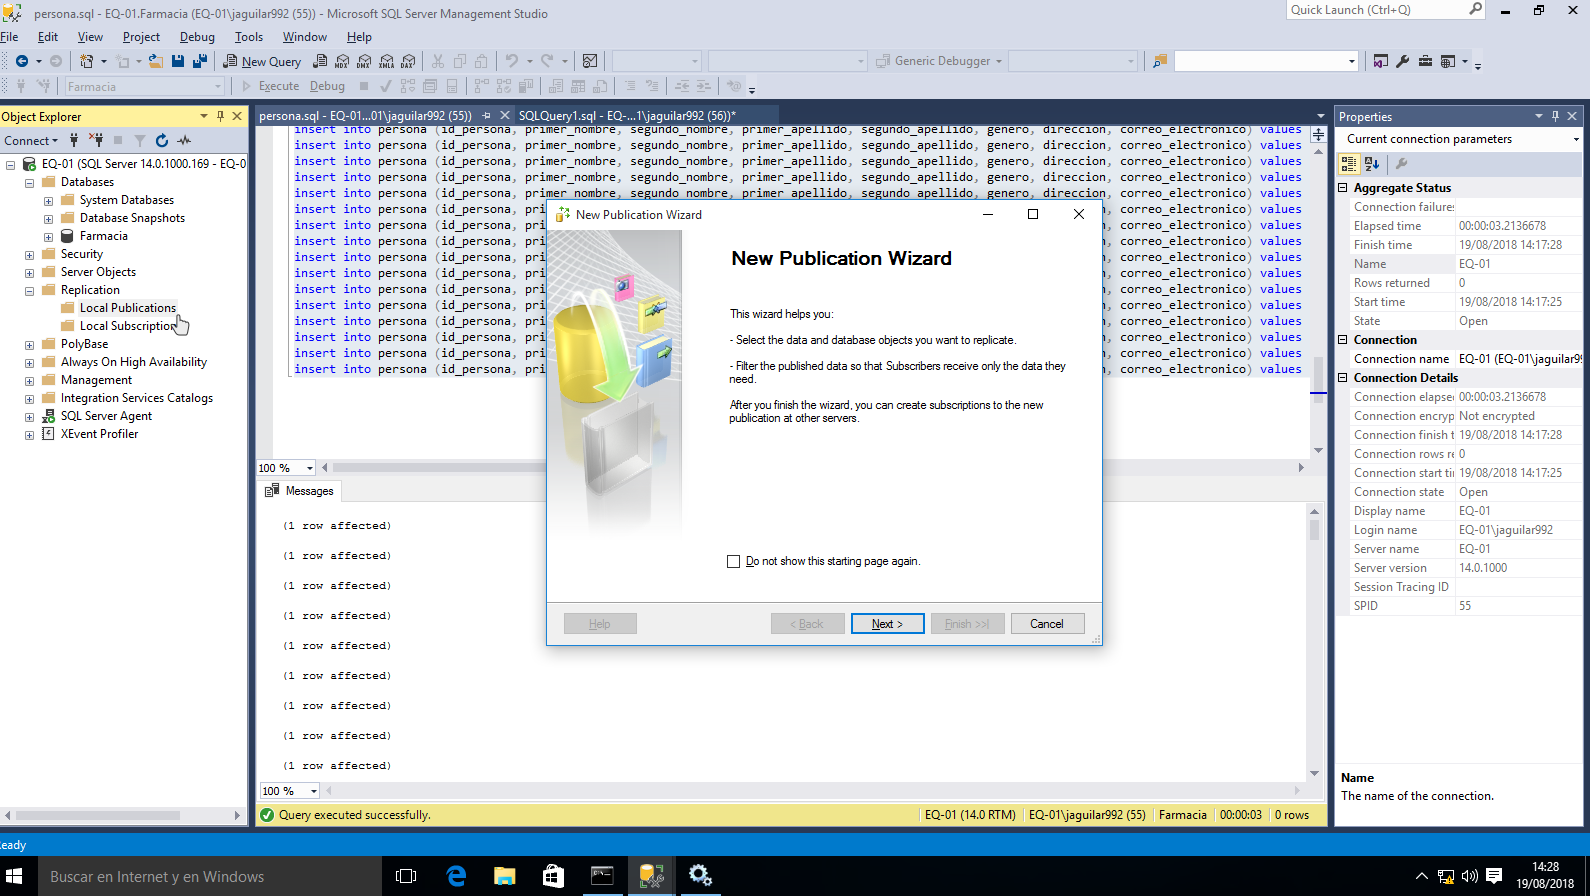 persona.sql - EQ-01.Farmacia (EQ-01\jaguilar992 (55)) - Microsoft SQL Server Management Studio
Quick Launch (Ctrl+Q)
File Edit View Project Debug Tools Window Help
New Query
MDX DMX XMLA DAX
Generic Debugger
Farmacia
Execute Debug
Object Explorer
Connect
EQ-01 (SQL Server 14.0.1000.169 - EQ-0
Databases
System Databases
Database Snapshots
Farmacia
Security
Server Objects
Replication
Local Publications
Local Subscription
PolyBase
Always On High Availability
Management
Integration Services Catalogs
SQL Server Agent
XEvent Profiler
persona.sql - EQ-01...01\jaguilar992 (55))
SQLQuery1.sql - EQ-...1\jaguilar992 (56))*
insert into persona (id_persona, primer_nombre, segundo_nombre, primer_apellido, segundo_apellido, genero, direccion, correo_electronico) values
insert into persona (id_persona, primer_nombre, segundo_nombre, primer_apellido, segundo_apellido, genero, direccion, correo_electronico) values
insert into persona (id_persona, primer_nombre, segundo_nombre, primer_apellido, segundo_apellido, genero, direccion, correo_electronico) values
insert into persona (id_persona, primer_nombre, segundo_nombre, primer_apellido, segundo_apellido, genero, direccion, correo_electronico) values
insert into persona (id_persona, primer_nombre, segundo_nombre, primer_apellido, segundo_apellido, genero, direccion, correo_electronico) values
insert into persona (id_persona, pri , correo_electronico) values
insert into persona (id_persona, pri , correo_electronico) values
insert into persona (id_persona, pri , correo_electronico) values
insert into persona (id_persona, pri , correo_electronico) values
insert into persona (id_persona, pri , correo_electronico) values
insert into persona (id_persona, pri , correo_electronico) values
insert into persona (id_persona, pri , correo_electronico) values
insert into persona (id_persona, pri , correo_electronico) values
insert into persona (id_persona, pri , correo_electronico) values
insert into persona (id_persona, pri , correo_electronico) values
insert into persona (id_persona, pri , correo_electronico) values
100 %
Messages
(1 row affected)
(1 row affected)
(1 row affected)
(1 row affected)
(1 row affected)
(1 row affected)
(1 row affected)
(1 row affected)
(1 row affected)
100 %
Query executed successfully.
EQ-01 (14.0 RTM) EQ-01\jaguilar992 (55) Farmacia 00:00:03 0 rows
New Publication Wizard
New Publication Wizard
This wizard helps you:
- Select the data and database objects you want to replicate.
- Filter the published data so that Subscribers receive only the data they
need.
After you finish the wizard, you can create subscriptions to the new
publication at other servers.
Do not show this starting page again.
Help < Back Next > Finish >>| Cancel
Properties
Current connection parameters
Aggregate Status
Connection failures
Elapsed time 00:00:03.2136678
Finish time 19/08/2018 14:17:28
Name EQ-01
Rows returned 0
Start time 19/08/2018 14:17:25
State Open
Connection
Connection name EQ-01 (EQ-01\jaguilar99
Connection Details
Connection elapse 00:00:03.2136678
Connection encryp Not encrypted
Connection finish t 19/08/2018 14:17:28
Connection rows re 0
Connection start ti 19/08/2018 14:17:25
Connection state Open
Display name EQ-01
Login name EQ-01\jaguilar992
Server name EQ-01
Server version 14.0.1000
Session Tracing ID
SPID 55
Name
The name of the connection.
eady
Buscar en Internet y en Windows
14:28
19/08/2018